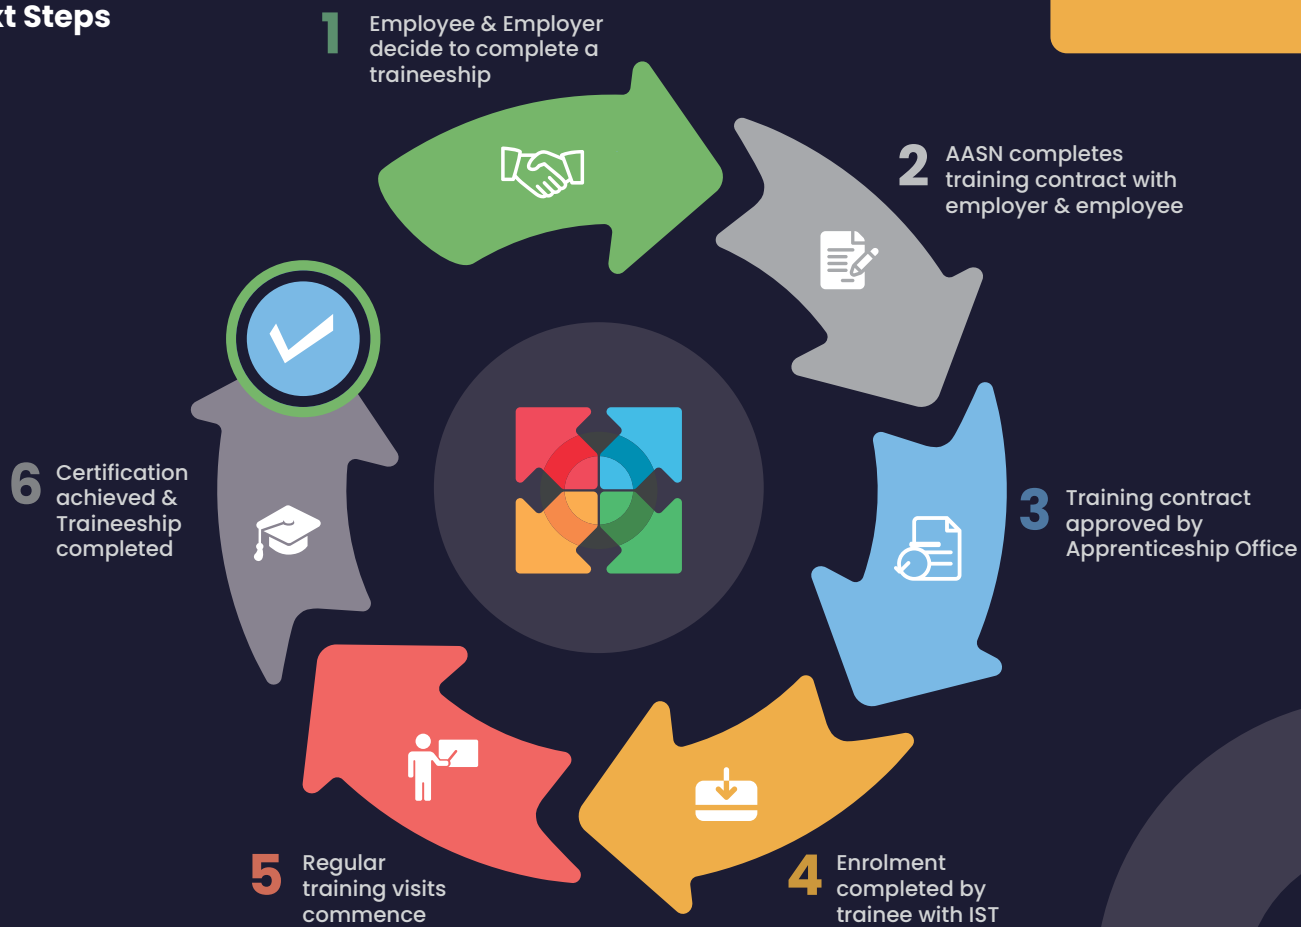 xt Steps
1
Employee & Employer
decide to complete a
traineeship
2
AASN completes
training contract with
employer & employee
3
Training contract
approved by
Apprenticeship Office
4
Enrolment
completed by
trainee with IST
5
Regular
training visits
commence
6
Certification
achieved &
Traineeship
completed